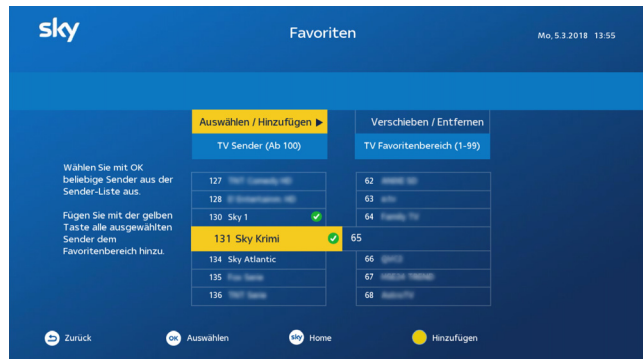 sky
Favoriten
Mo, 5.3.2018 13:55
Auswählen / Hinzufügen ▶
Verschieben / Entfernen
TV Sender (Ab 100)
TV Favoritenbereich (1-99)
Wählen Sie mit OK
beliebige Sender aus der
Sender-Liste aus.
Fügen Sie mit der gelben
Taste alle ausgewählten
Sender dem
Favoritenbereich hinzu.
127
62
128
63
130 Sky 1
64
131 Sky Krimi
65
134 Sky Atlantic
66
135
67
136
68
Zurück
OK Auswählen
sky Home
Hinzufügen